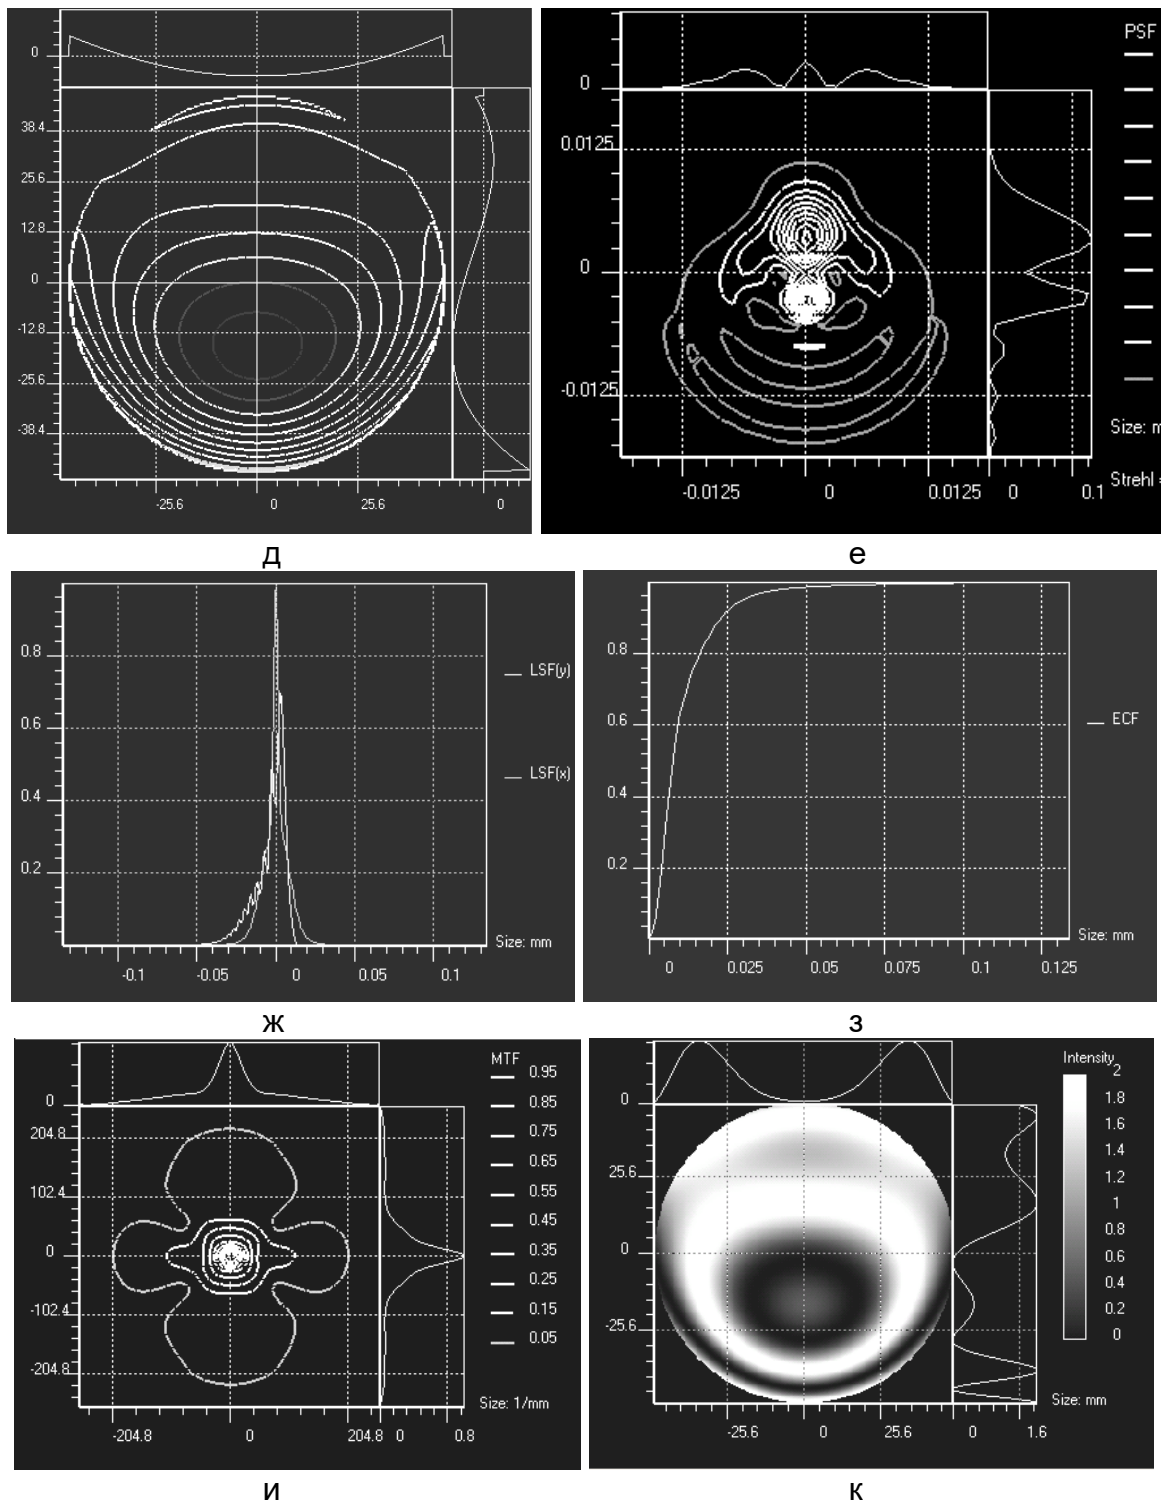 0
38.4
25.6
12.8
0
-12.8
-25.6
-38.4
-25.6 0 25.6 0
д
PSF
0
0.0125
0
-0.0125
Size: m
-0.0125 0 0.0125 0 0.1
Strehl =
е
0.8
0.6
0.4
0.2
LSF(y)
LSF(x)
Size: mm
-0.1 -0.05 0 0.05 0.1
ж
0.8
0.6
0.4
0.2
ECF
Size: mm
0 0.025 0.05 0.075 0.1 0.125
з
MTF
0.95
0.85
0.75
0.65
0.55
0.45
0.35
0.25
0.15
0.05
0
204.8
102.4
0
-102.4
-204.8
Size: 1/mm
-204.8 0 204.8 0 0.8
и
Intensity
2
1.8
1.6
1.4
1.2
1
0.8
0.6
0.4
0.2
0
0
25.6
0
-25.6
Size: mm
-25.6 0 25.6 0 1.6
к